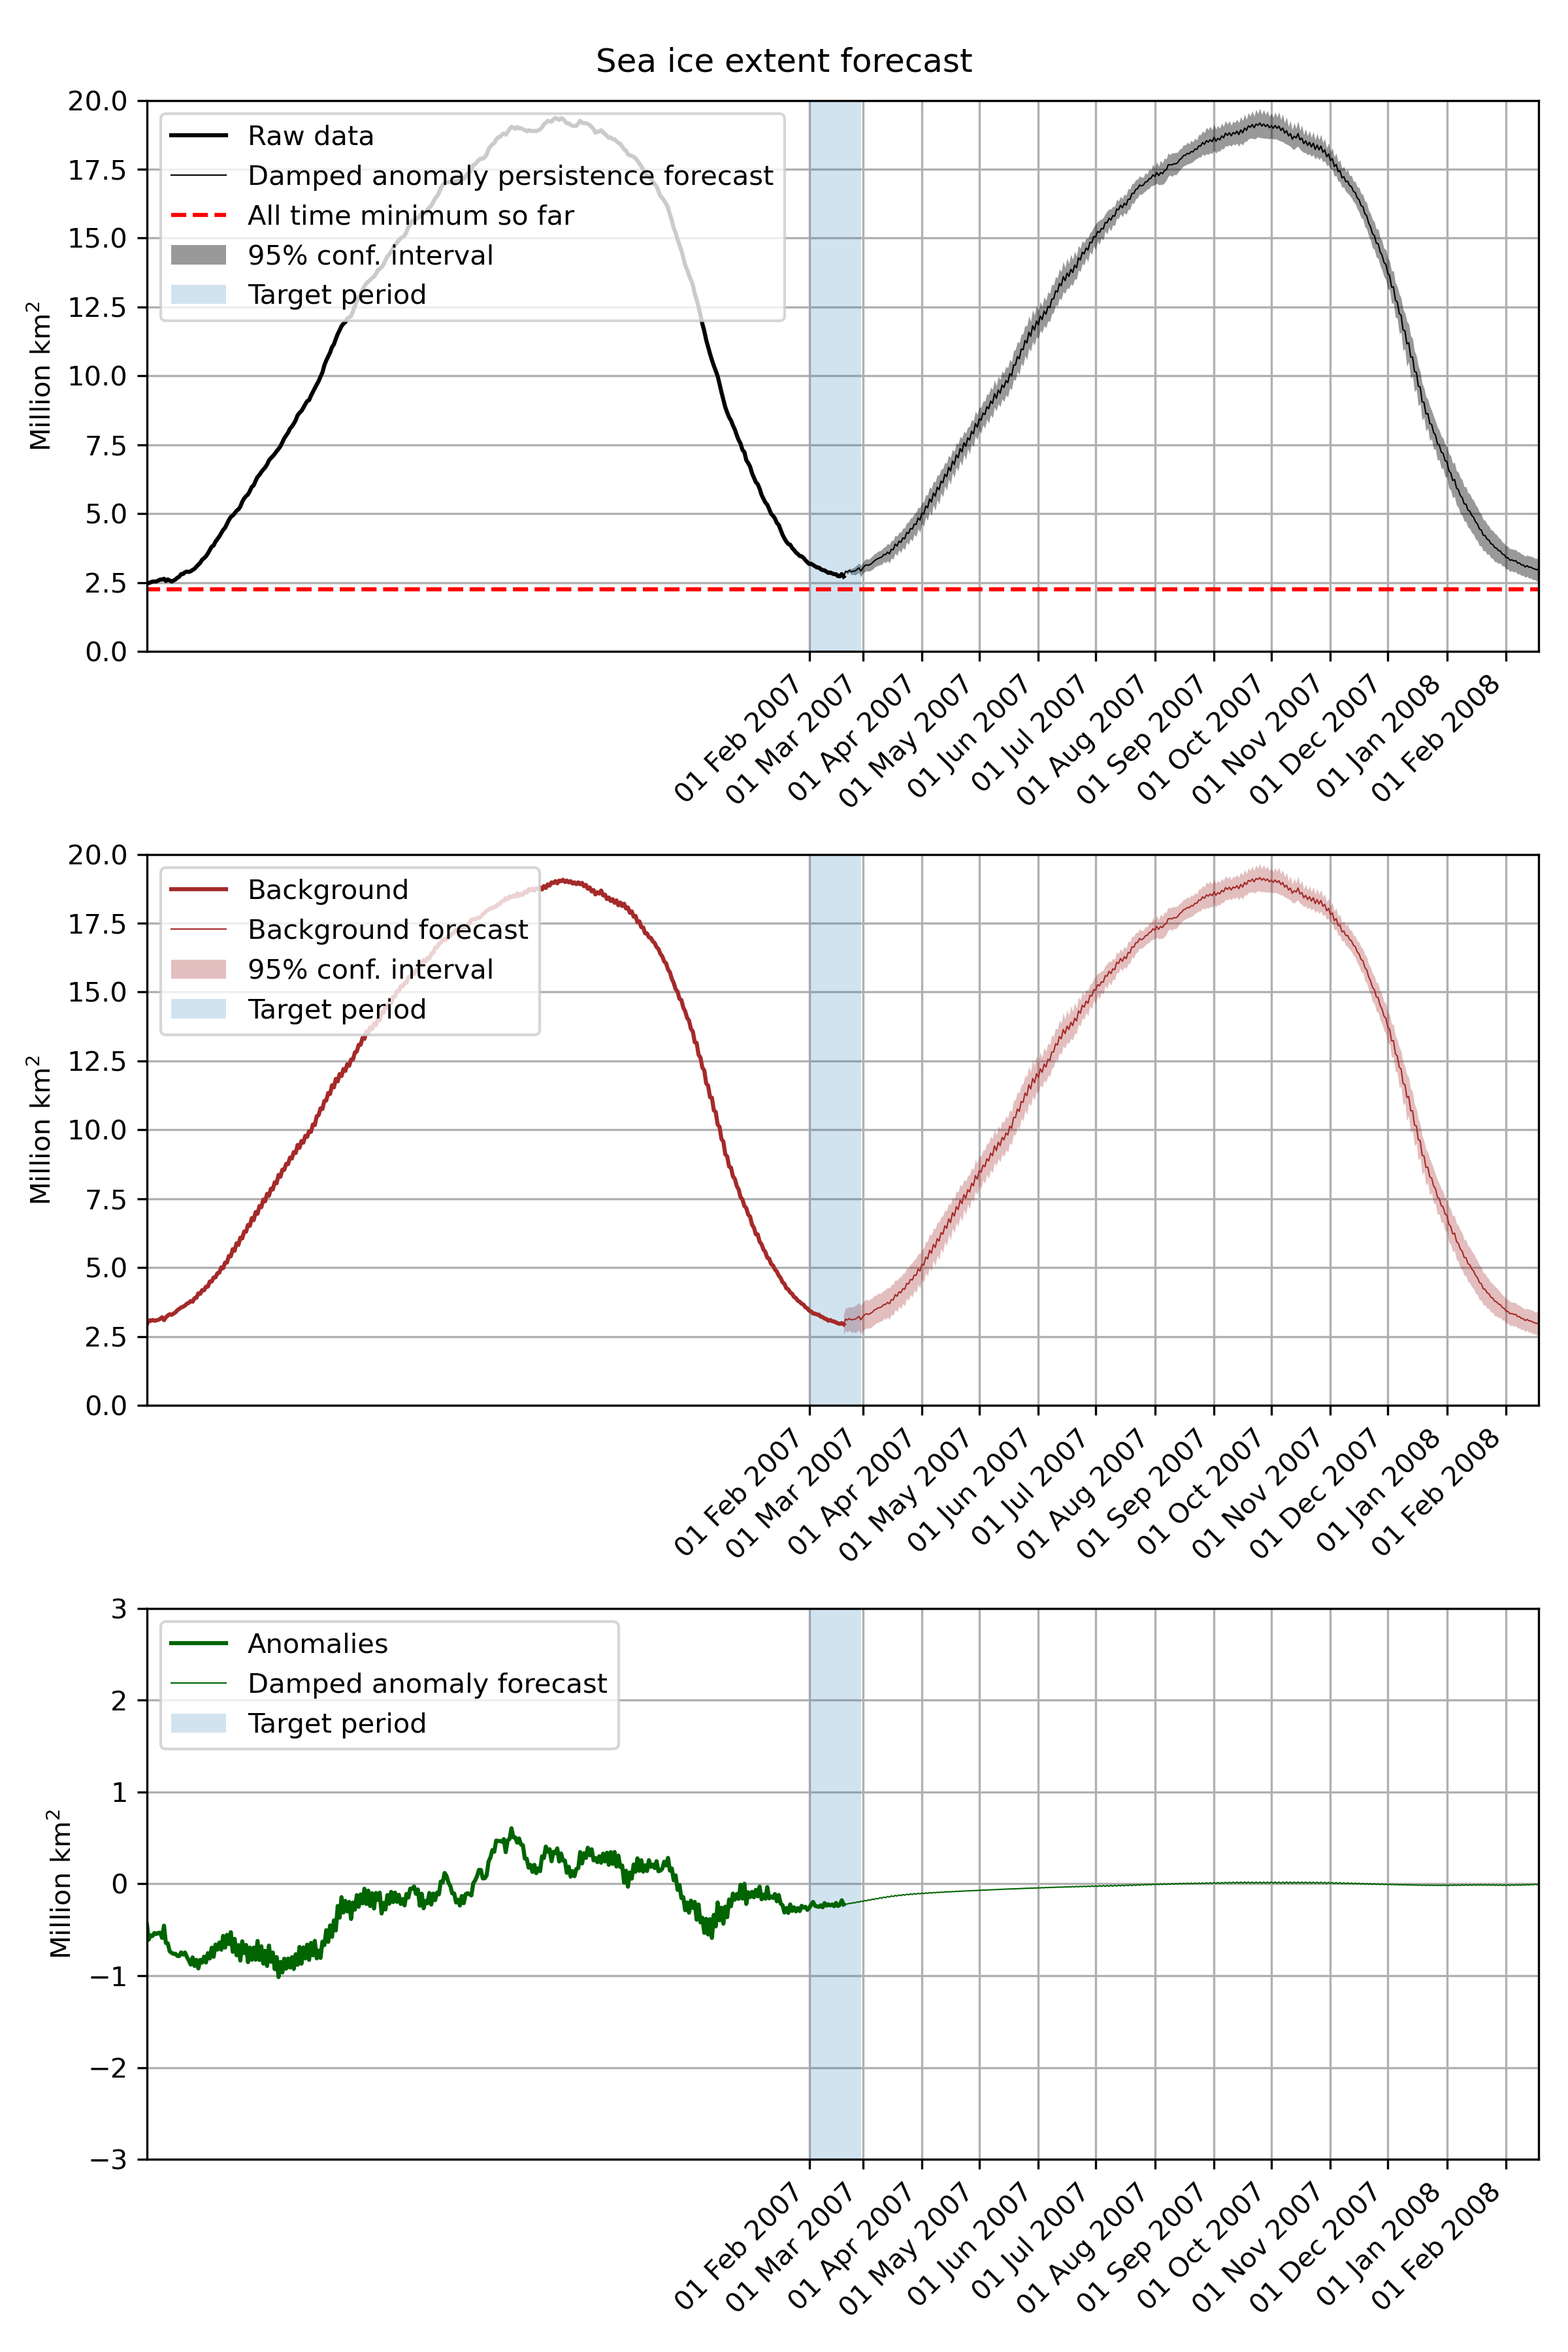 Sea ice extent forecast
20.0
17.5
15.0
12.5
10.0
7.5
5.0
2.5
0.0
Million km²
Raw data
Damped anomaly persistence forecast
All time minimum so far
95% conf. interval
Target period
01 Feb 2007
01 Mar 2007
01 Apr 2007
01 May 2007
01 Jun 2007
01 Jul 2007
01 Aug 2007
01 Sep 2007
01 Oct 2007
01 Nov 2007
01 Dec 2007
01 Jan 2008
01 Feb 2008
20.0
17.5
15.0
12.5
10.0
7.5
5.0
2.5
0.0
Million km²
Background
Background forecast
95% conf. interval
Target period
01 Feb 2007
01 Mar 2007
01 Apr 2007
01 May 2007
01 Jun 2007
01 Jul 2007
01 Aug 2007
01 Sep 2007
01 Oct 2007
01 Nov 2007
01 Dec 2007
01 Jan 2008
01 Feb 2008
3
2
1
0
−1
−2
−3
Million km²
Anomalies
Damped anomaly forecast
Target period
01 Feb 2007
01 Mar 2007
01 Apr 2007
01 May 2007
01 Jun 2007
01 Jul 2007
01 Aug 2007
01 Sep 2007
01 Oct 2007
01 Nov 2007
01 Dec 2007
01 Jan 2008
01 Feb 2008